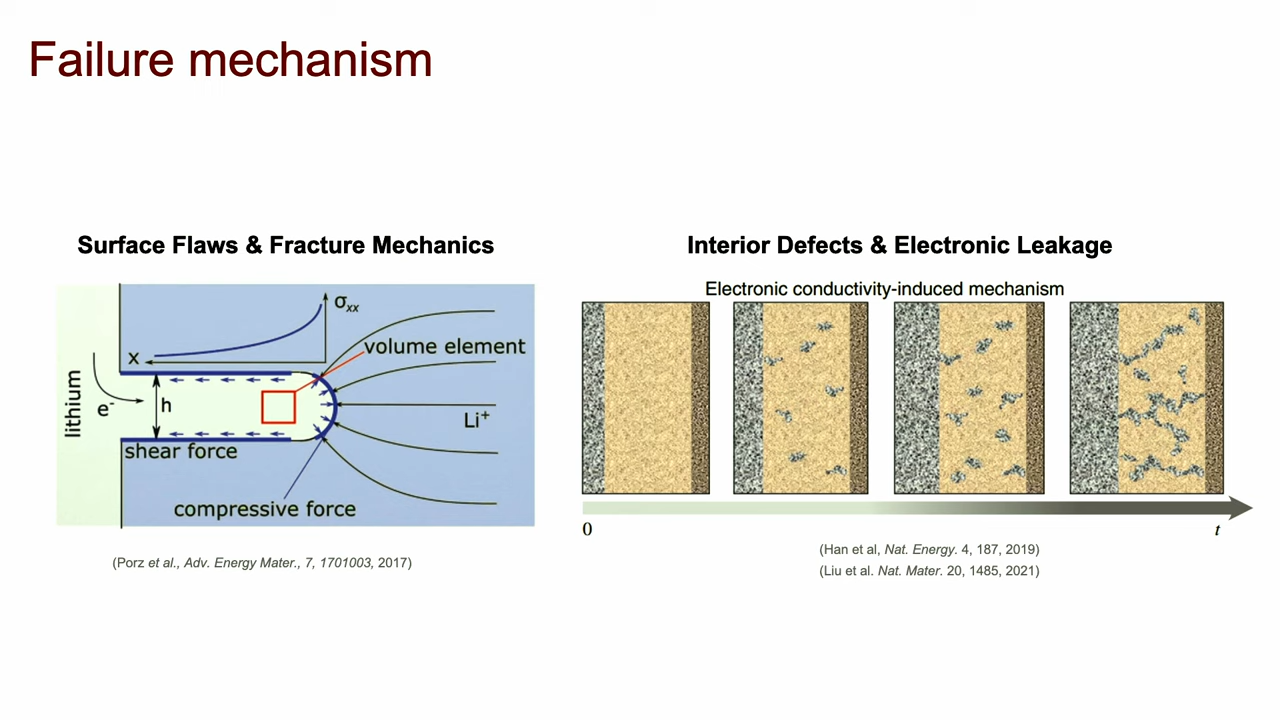 Failure mechanism
Surface Flaws & Fracture Mechanics
σxx
x
volume element
lithium
e-
h
Li+
shear force
compressive force
(Porz et al., Adv. Energy Mater., 7, 1701003, 2017)
Interior Defects & Electronic Leakage
Electronic conductivity-induced mechanism
0
t
(Han et al, Nat. Energy. 4, 187, 2019)
(Liu et al. Nat. Mater. 20, 1485, 2021)